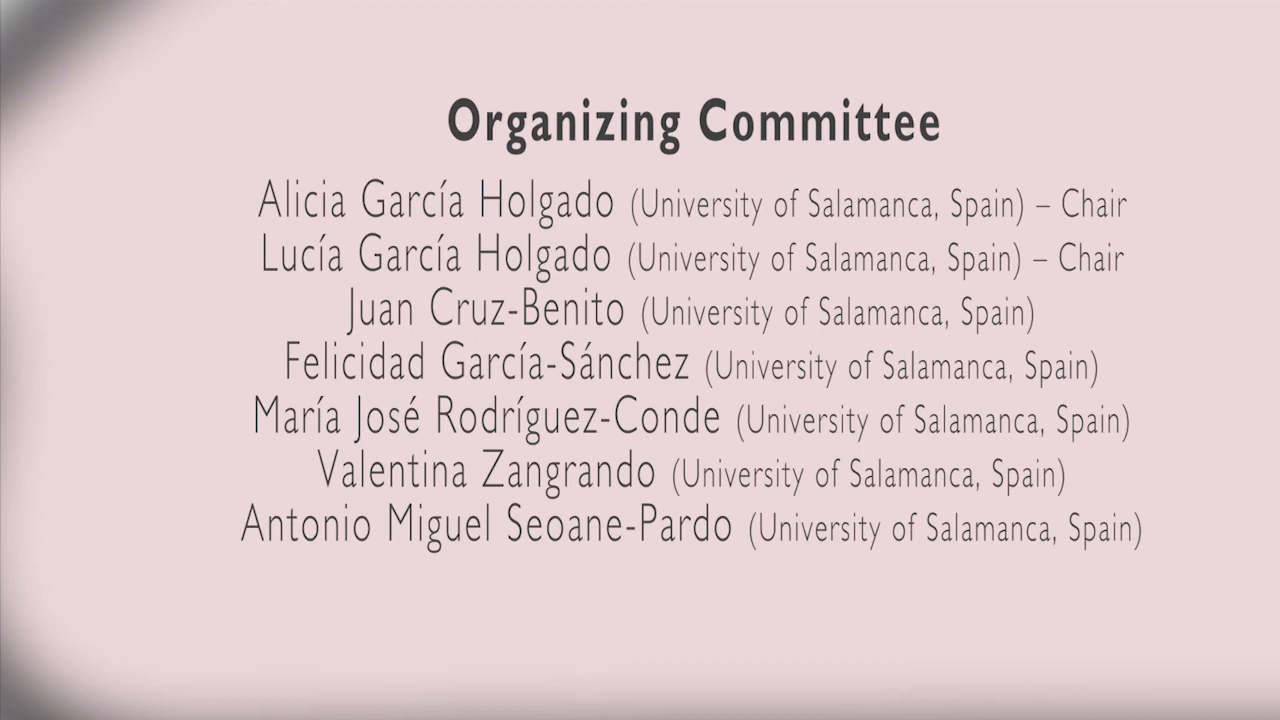 Organizing Committee
Alicia García Holgado (University of Salamanca, Spain) – Chair
Lucía García Holgado (University of Salamanca, Spain) – Chair
Juan Cruz-Benito (University of Salamanca, Spain)
Felicidad García-Sánchez (University of Salamanca, Spain)
María José Rodríguez-Conde (University of Salamanca, Spain)
Valentina Zangrando (University of Salamanca, Spain)
Antonio Miguel Seoane-Pardo (University of Salamanca, Spain)